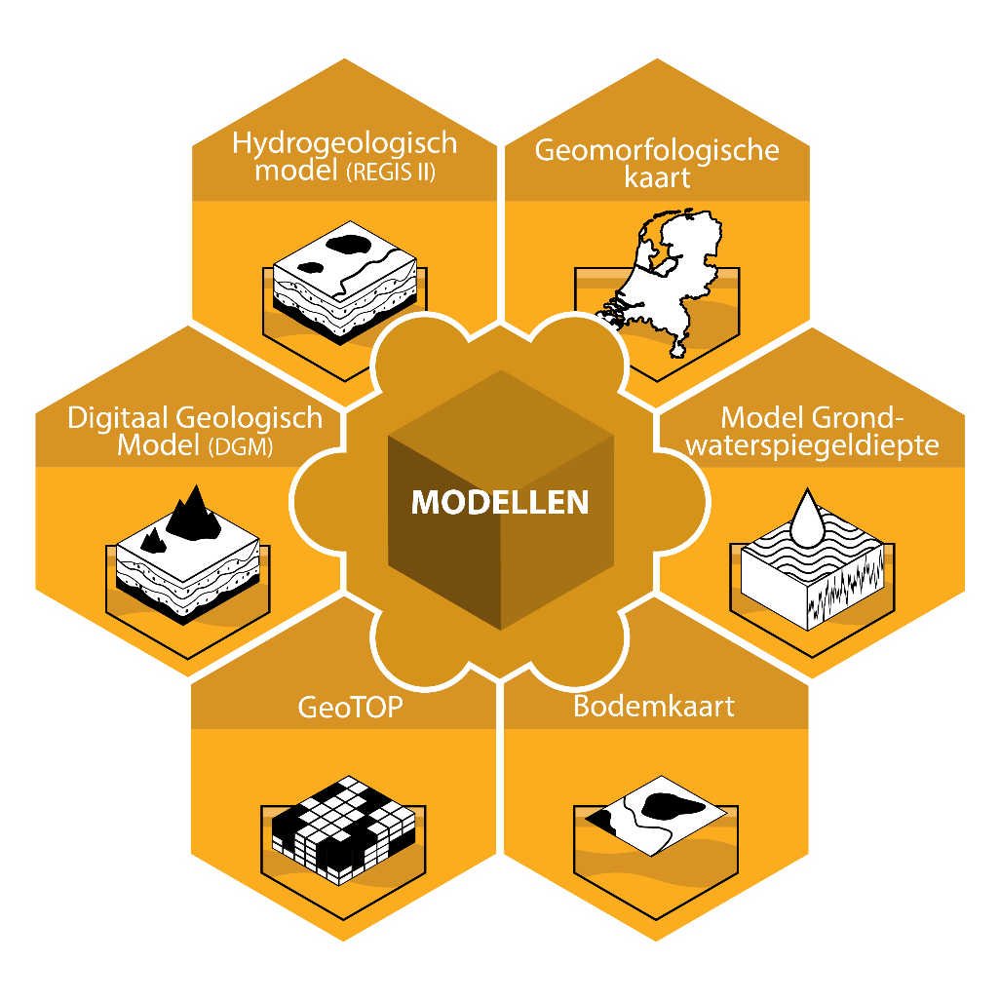 Hydrogeologisch
model (REGIS II)
Geomorfologische
kaart
Digitaal Geologisch
Model (DGM)
Model Grond-
waterspiegeldiepte
MODELLEN
GeoTOP
Bodemkaart